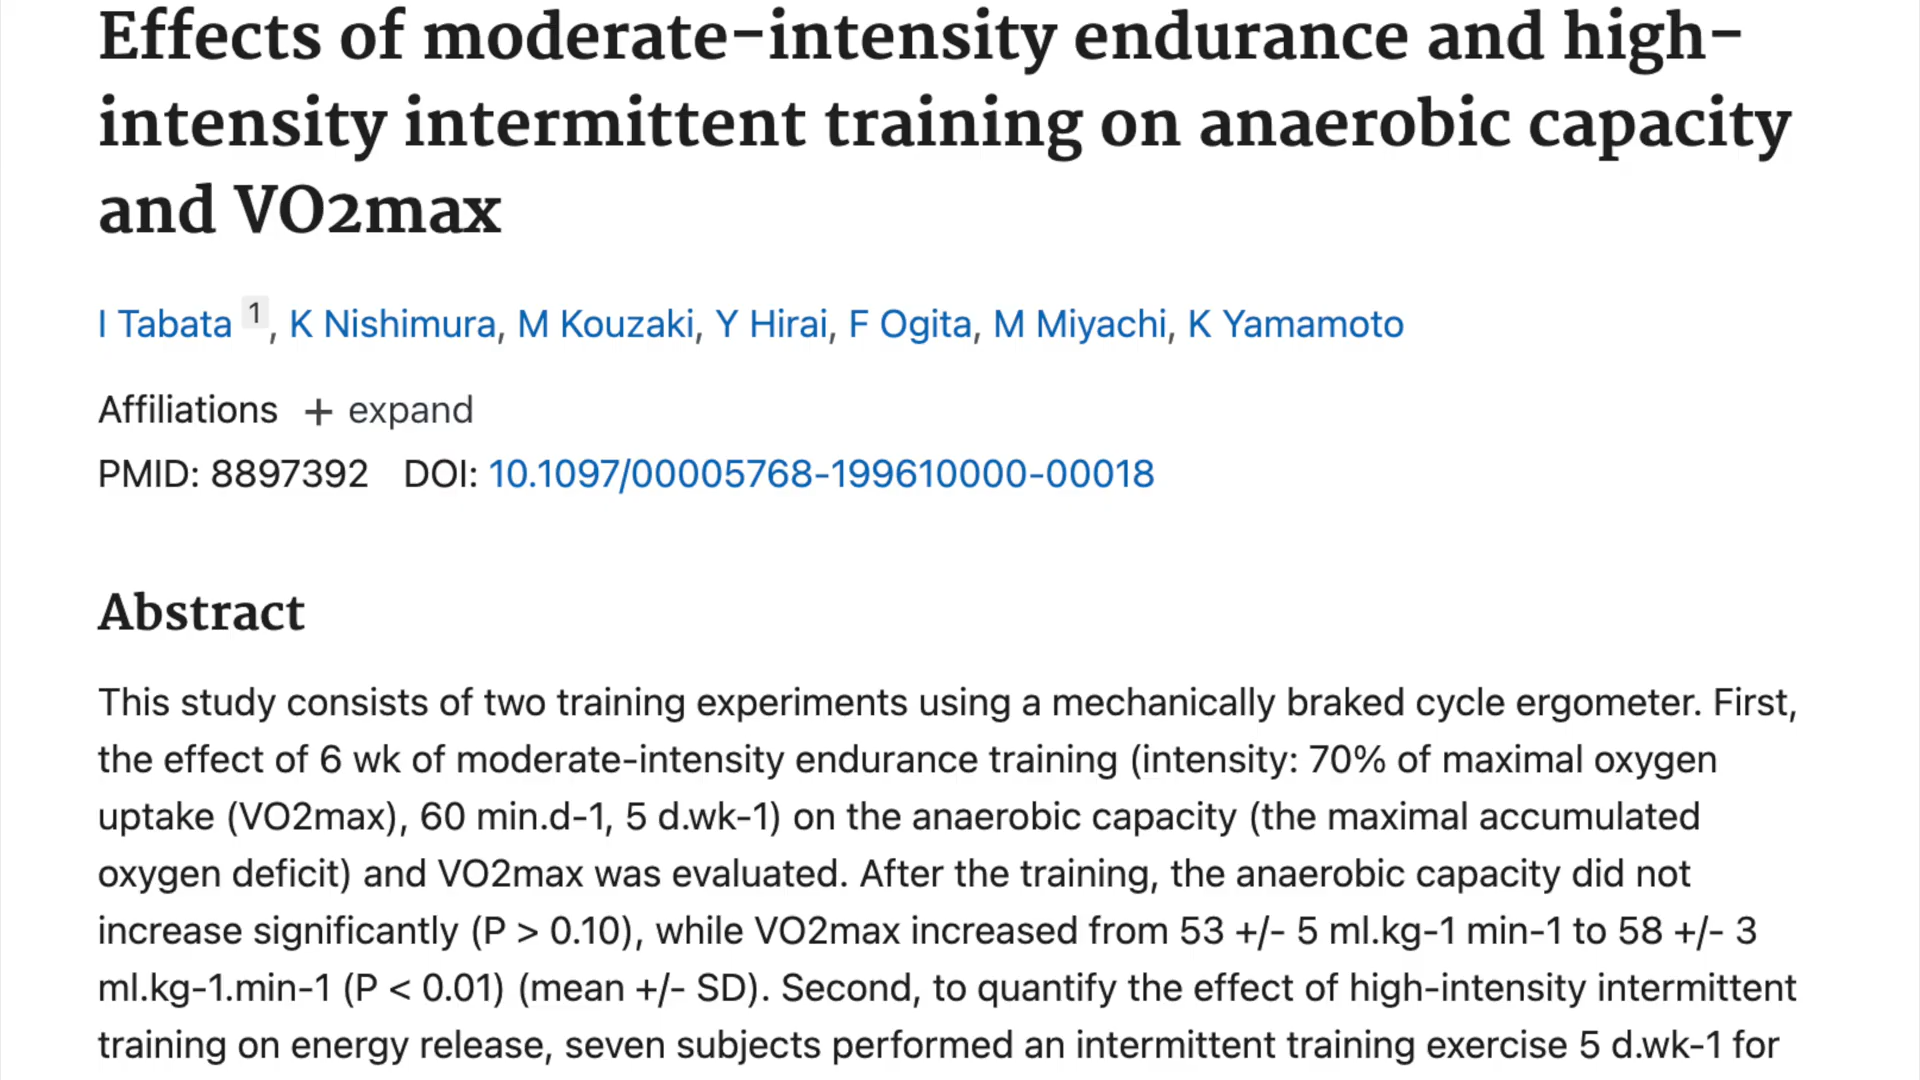 Effects of moderate-intensity endurance and high-
intensity intermittent training on anaerobic capacity
and VO2max
I Tabata 1, K Nishimura, M Kouzaki, Y Hirai, F Ogita, M Miyachi, K Yamamoto
Affiliations + expand
PMID: 8897392 DOI: 10.1097/00005768-199610000-00018
Abstract
This study consists of two training experiments using a mechanically braked cycle ergometer. First,
the effect of 6 wk of moderate-intensity endurance training (intensity: 70% of maximal oxygen
uptake (VO2max), 60 min.d-1, 5 d.wk-1) on the anaerobic capacity (the maximal accumulated
oxygen deficit) and VO2max was evaluated. After the training, the anaerobic capacity did not
increase significantly (P > 0.10), while VO2max increased from 53 +/- 5 ml.kg-1 min-1 to 58 +/- 3
ml.kg-1.min-1 (P < 0.01) (mean +/- SD). Second, to quantify the effect of high-intensity intermittent
training on energy release, seven subjects performed an intermittent training exercise 5 d.wk-1 for